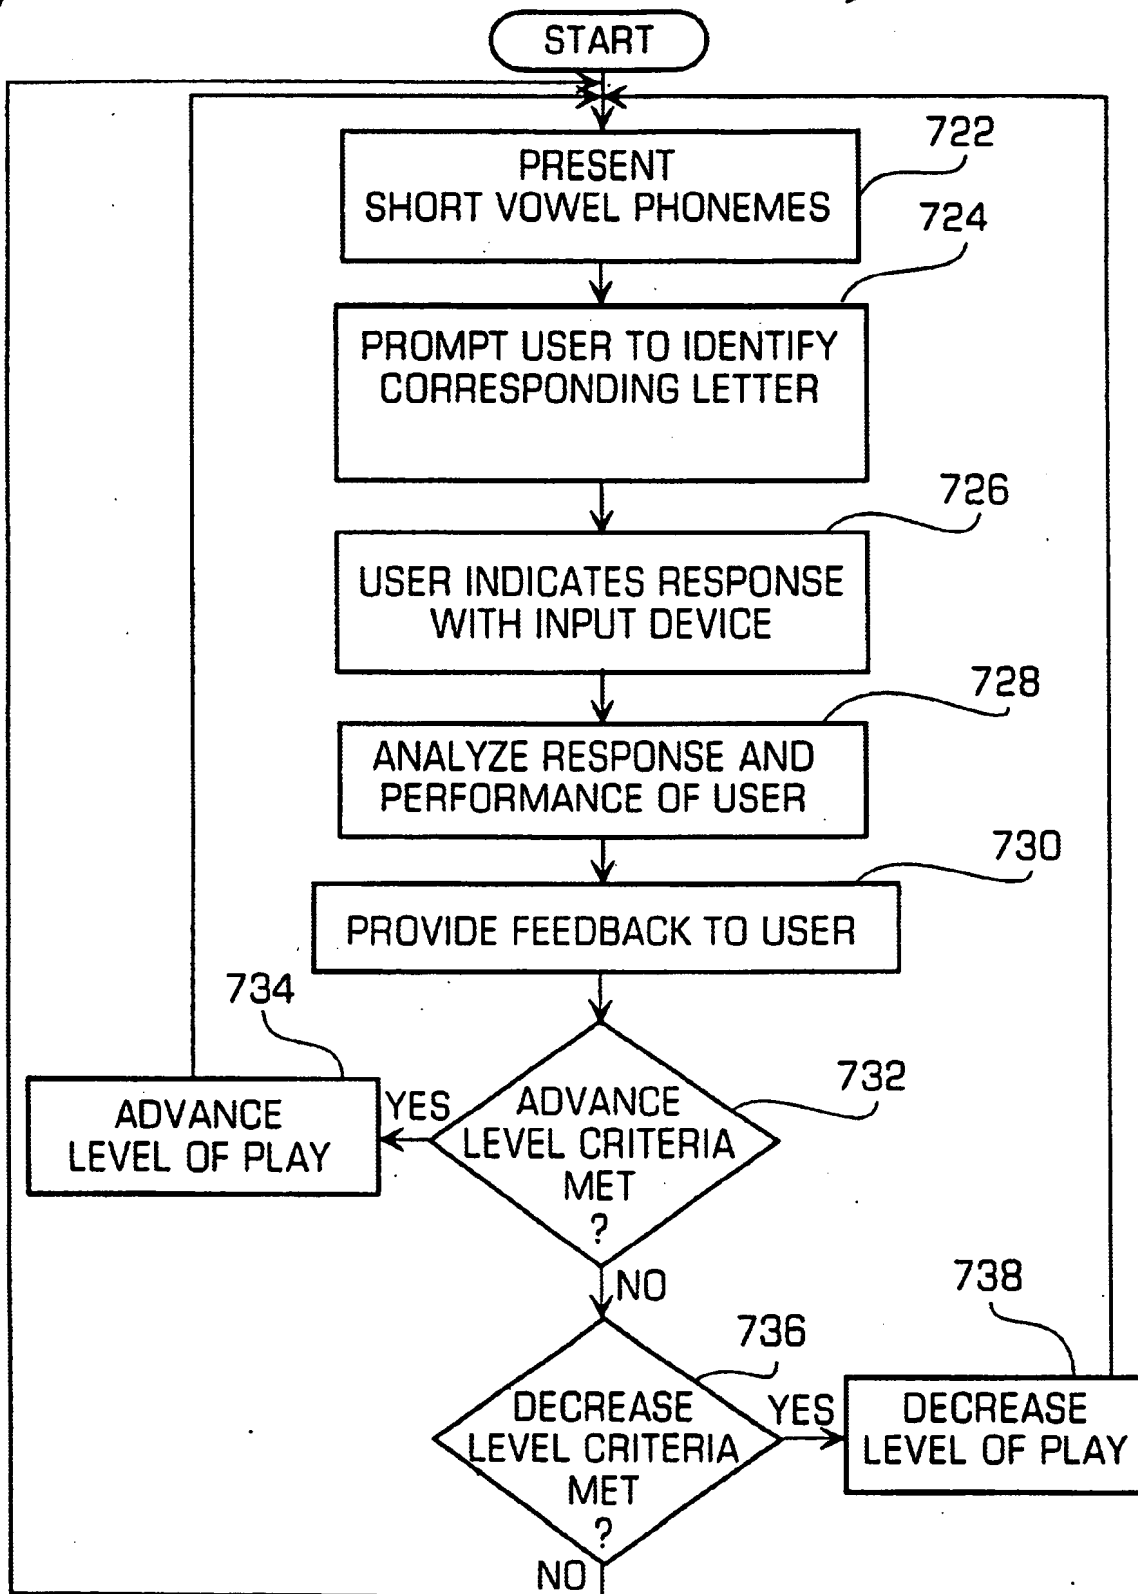 START
722
PRESENT
SHORT VOWEL PHONEMES
724
PROMPT USER TO IDENTIFY
CORRESPONDING LETTER
726
USER INDICATES RESPONSE
WITH INPUT DEVICE
728
ANALYZE RESPONSE AND
PERFORMANCE OF USER
730
PROVIDE FEEDBACK TO USER
734
732
ADVANCE
LEVEL OF PLAY
YES
ADVANCE
LEVEL CRITERIA
MET
?
NO
738
736
DECREASE
LEVEL CRITERIA
MET
?
YES
DECREASE
LEVEL OF PLAY
NO